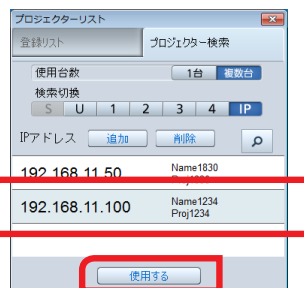 プロジェクターリスト
登録リスト プロジェクター検索
使用台数 1台 複数台
検索切換
S U 1 2 3 4 IP
IPアドレス 追加 削除
192.168.11.50 Name1830
192.168.11.100 Name1234
Proj1234
使用する